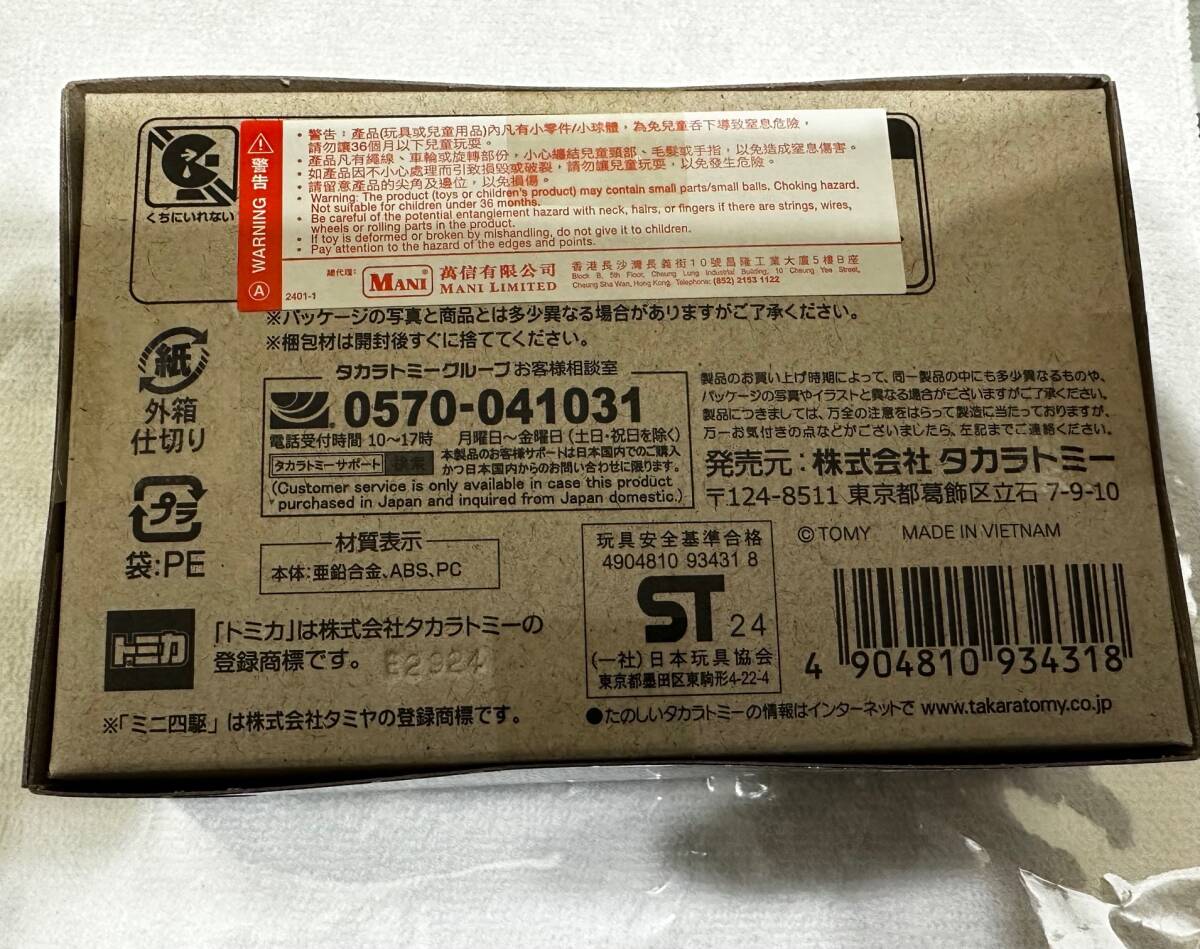 くちにいれない
⚠ 警告 WARNING
A
• 警告：產品(玩具或兒童用品)內凡有小零件/小球體，為免兒童吞下導致窒息危險，
請勿讓36個月以下兒童玩耍。
• 產品凡有繩線、車輪或旋轉部份，小心纏結兒童頸部、毛髮或手指，以免造成窒息傷害。
• 如產品因不小心處理而引致損毀或破裂，請勿讓兒童玩耍，以免發生危險。
• 請留意產品的尖角及邊位，以免損傷。
• Warning: The product (toys or children's product) may contain small parts/small balls. Choking hazard.
Not suitable for children under 36 months.
• Be careful of the potential entanglement hazard with neck, hairs, or fingers if there are strings, wires,
wheels or rolling parts in the product.
• If toy is deformed or broken by mishandling, do not give it to children.
• Pay attention to the hazard of the edges and points.
2401-1
總代理：
MANI®
萬信有限公司
MANI LIMITED
香港長沙灣長義街10號昌隆工業大廈5樓B座
Block B, 5th Floor, Cheung Lung Industrial Building, 10 Cheung Yee Street,
Cheung Sha Wan, Hong Kong. Telephone: (852) 2153 1122
※パッケージの写真と商品とは多少異なる場合がありますがご了承ください。
※梱包材は開封後すぐに捨ててください。
紙
外箱
仕切り
プラ
袋:PE
タカラトミーグループお客様相談室
0570-041031
電話受付時間 10〜17時 月曜日〜金曜日(土日・祝日を除く)
タカラトミーサポート 検索
本製品のお客様サポートは日本国内でのご購入
かつ日本国内からのお問い合わせに限ります。
(Customer service is only available in case this product
purchased in Japan and inquired from Japan domestic.)
製品のお買い上げ時期によって、同一製品の中にも多少異なるものや、
パッケージの写真やイラストと異なる場合がございますがご了承ください。
製品につきましては、万全の注意をはらって製造に当たっておりますが、
万一お気付きの点などがございましたら、左記までご連絡ください。
発売元:株式会社 タカラトミー
〒124-8511 東京都葛飾区立石 7-9-10
材質表示
本体:亜鉛合金、ABS、PC
玩具安全基準合格
4904810 93431 8
ST 24
(一社)日本玩具協会
東京都墨田区東駒形4-22-4
©TOMY MADE IN VIETNAM
4 904810 934318
トミカ
「トミカ」は株式会社タカラトミーの
登録商標です。
E2924
※「ミニ四駆」は株式会社タミヤの登録商標です。
●たのしいタカラトミーの情報はインターネットで www.takaratomy.co.jp